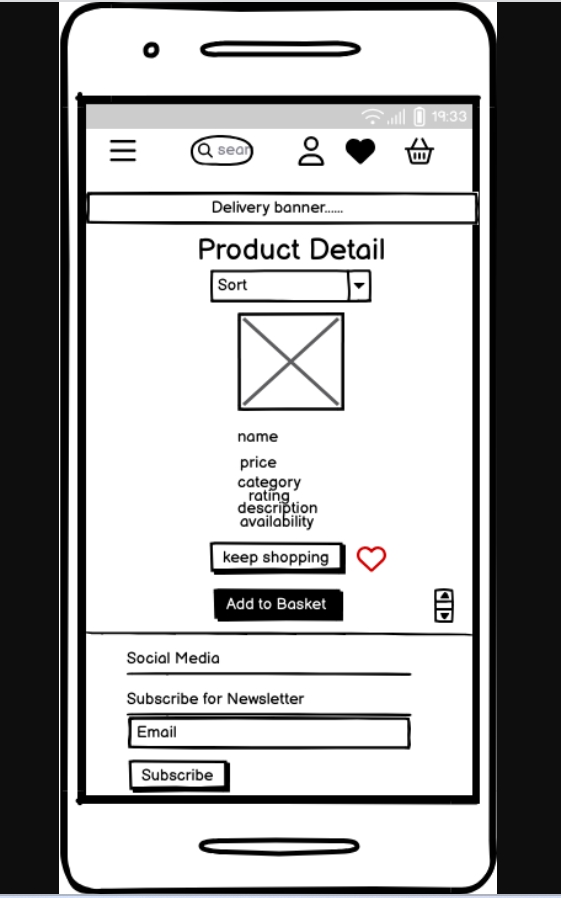 19:33
sear
Delivery banner......
Product Detail
Sort
name
price
category
rating
description
availability
keep shopping
Add to Basket
Social Media
Subscribe for Newsletter
Email
Subscribe